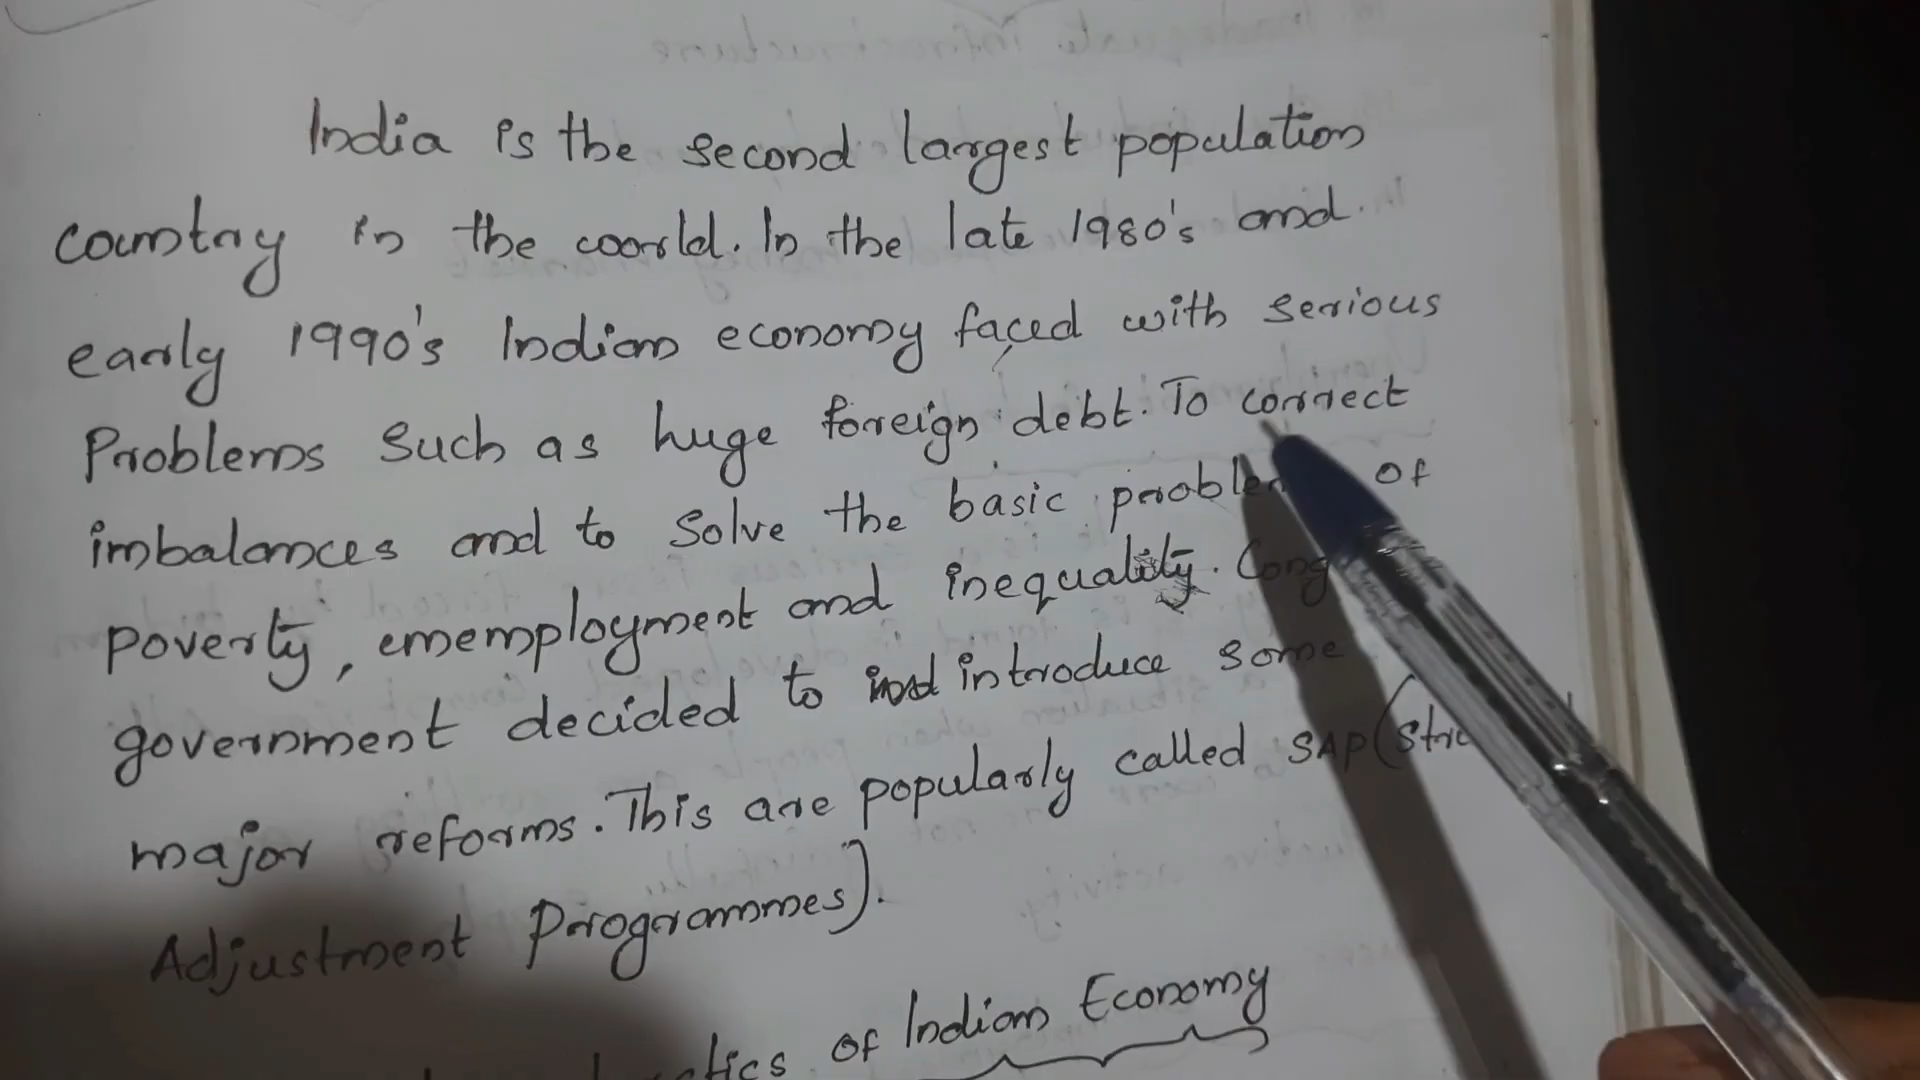 India is the second largest population
country in the world. In the late 1980's and
early 1990's Indian economy faced with serious
Problems such as huge foreign debt. To correct
imbalances and to solve the basic of
poverty, ememployment and inequality.
government decided to introduce some
major reforms. This are popularly called SAP (
Adjustment Programmes).
of Indian Economy